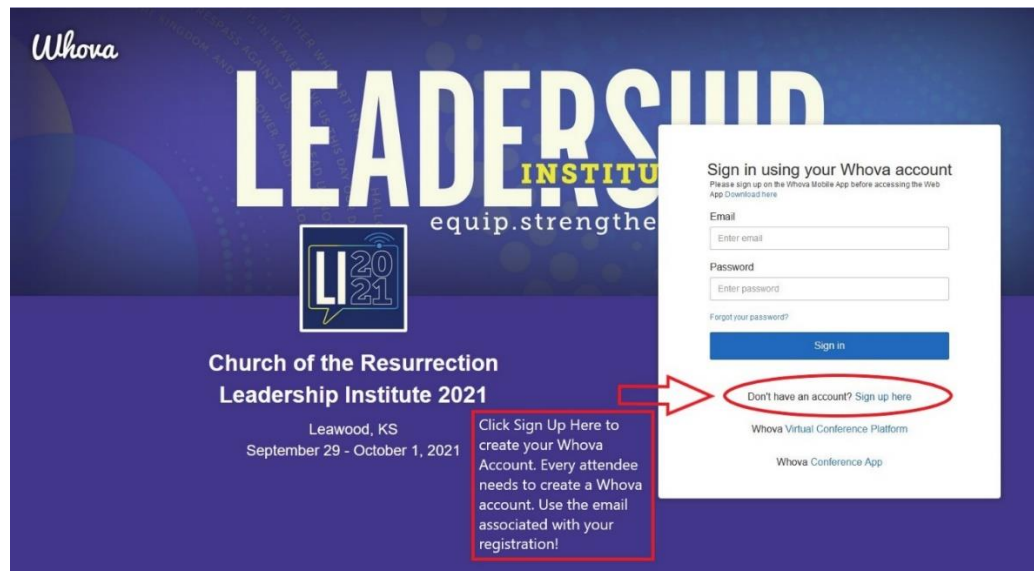 Whova
LEADERSHIP
INSTITU
equip.strengthe
LI 20
21
Church of the Resurrection
Leadership Institute 2021
Leawood, KS
September 29 - October 1, 2021
Click Sign Up Here to
create your Whova
Account. Every attendee
needs to create a Whova
account. Use the email
associated with your
registration!
Sign in using your Whova account
Please sign up on the Whova Mobile App before accessing the Web
App Download here
Email
Enter email
Password
Enter password
Forgot your password?
Sign in
Don't have an account? Sign up here
Whova Virtual Conference Platform
Whova Conference App